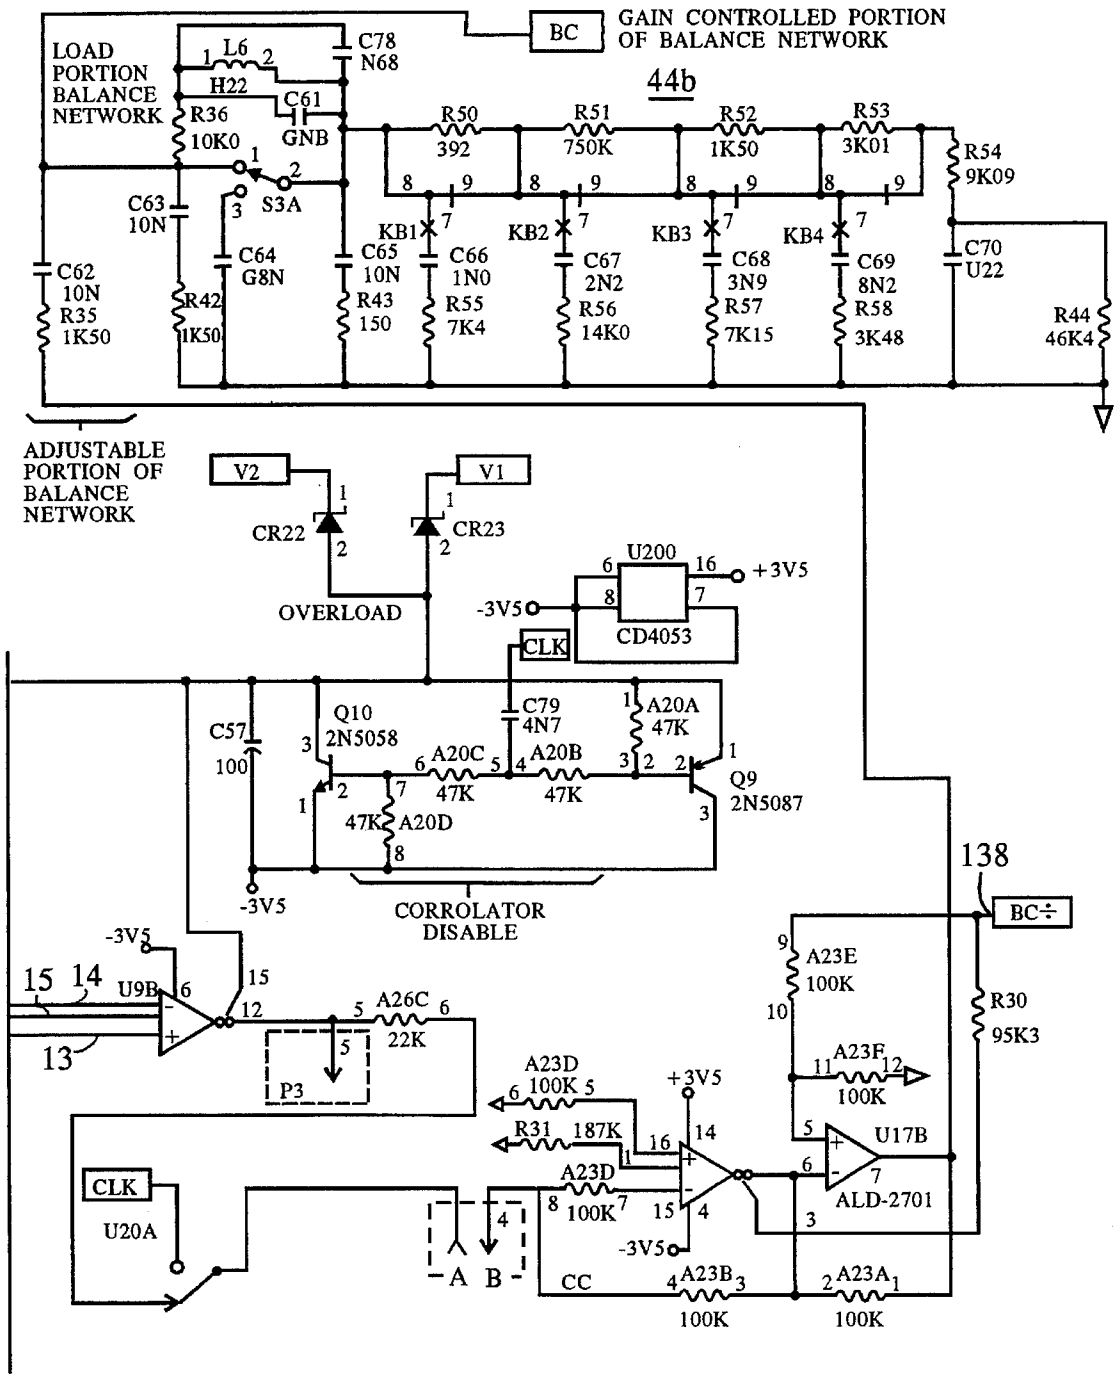 GAIN CONTROLLED PORTION
OF BALANCE NETWORK
BC
44b
LOAD
PORTION
BALANCE
NETWORK
1 L6 2
H22
C78
N68
C61
GNB
R36
10K0
R50
392
R51
750K
R52
1K50
R53
3K01
R54
9K09
1 2
3 S3A
8 9
7
8 9
7
8 9
7
8 9
7
KB1
KB2
KB3
KB4
C63
10N
C62
10N
C64
G8N
C65
10N
C66
1N0
C67
2N2
C68
3N9
C69
8N2
C70
U22
R35
1K50
R42
1K50
R43
150
R55
7K4
R56
14K0
R57
7K15
R58
3K48
R44
46K4
ADJUSTABLE
PORTION OF
BALANCE
NETWORK
V2
V1
1
CR22
2
1
CR23
2
OVERLOAD
U200
6 16
8 7
+3V5
-3V5
CD4053
CLK
C57
100
Q10
2N5058
3
2
1
C79
4N7
1 A20A
47K
3 2
6 A20C 5
47K
4 A20B
47K
7
47K A20D
8
2 1
Q9
2N5087
3
-3V5
CORROLATOR
DISABLE
138
BC÷
-3V5
U9B
6
15
12
-
+
15
14
13
5 A26C 6
22K
5
P3
9 A23E
100K
10
R30
95K3
11 A23F 12
100K
A23D
6 100K 5
+3V5
R31 187K
16 14
1
+
-
15 4
A23D
8 100K 7
-3V5
5
6
+
-
U17B
7
ALD-2701
3
CLK
U20A
4
A B
CC
4 A23B 3
100K
2 A23A 1
100K